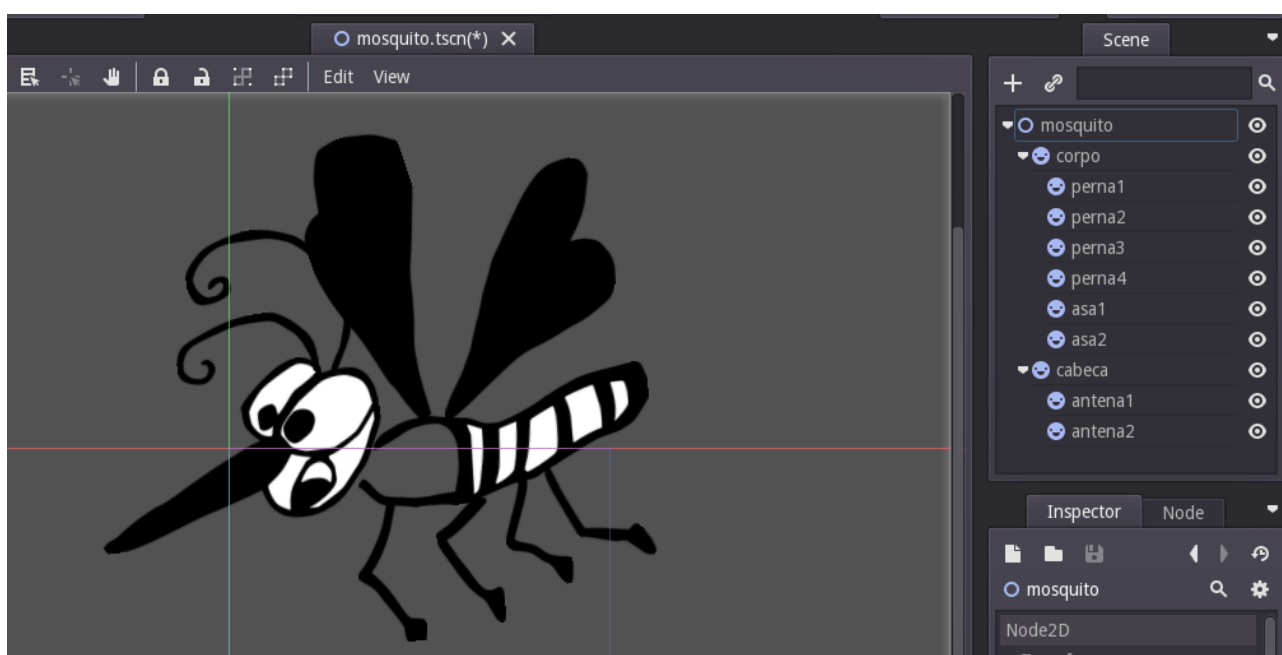 mosquito.tscn(*)
Scene
Edit View
mosquito
corpo
perna1
perna2
perna3
perna4
asa1
asa2
cabeca
antena1
antena2
Inspector Node
mosquito
Node2D